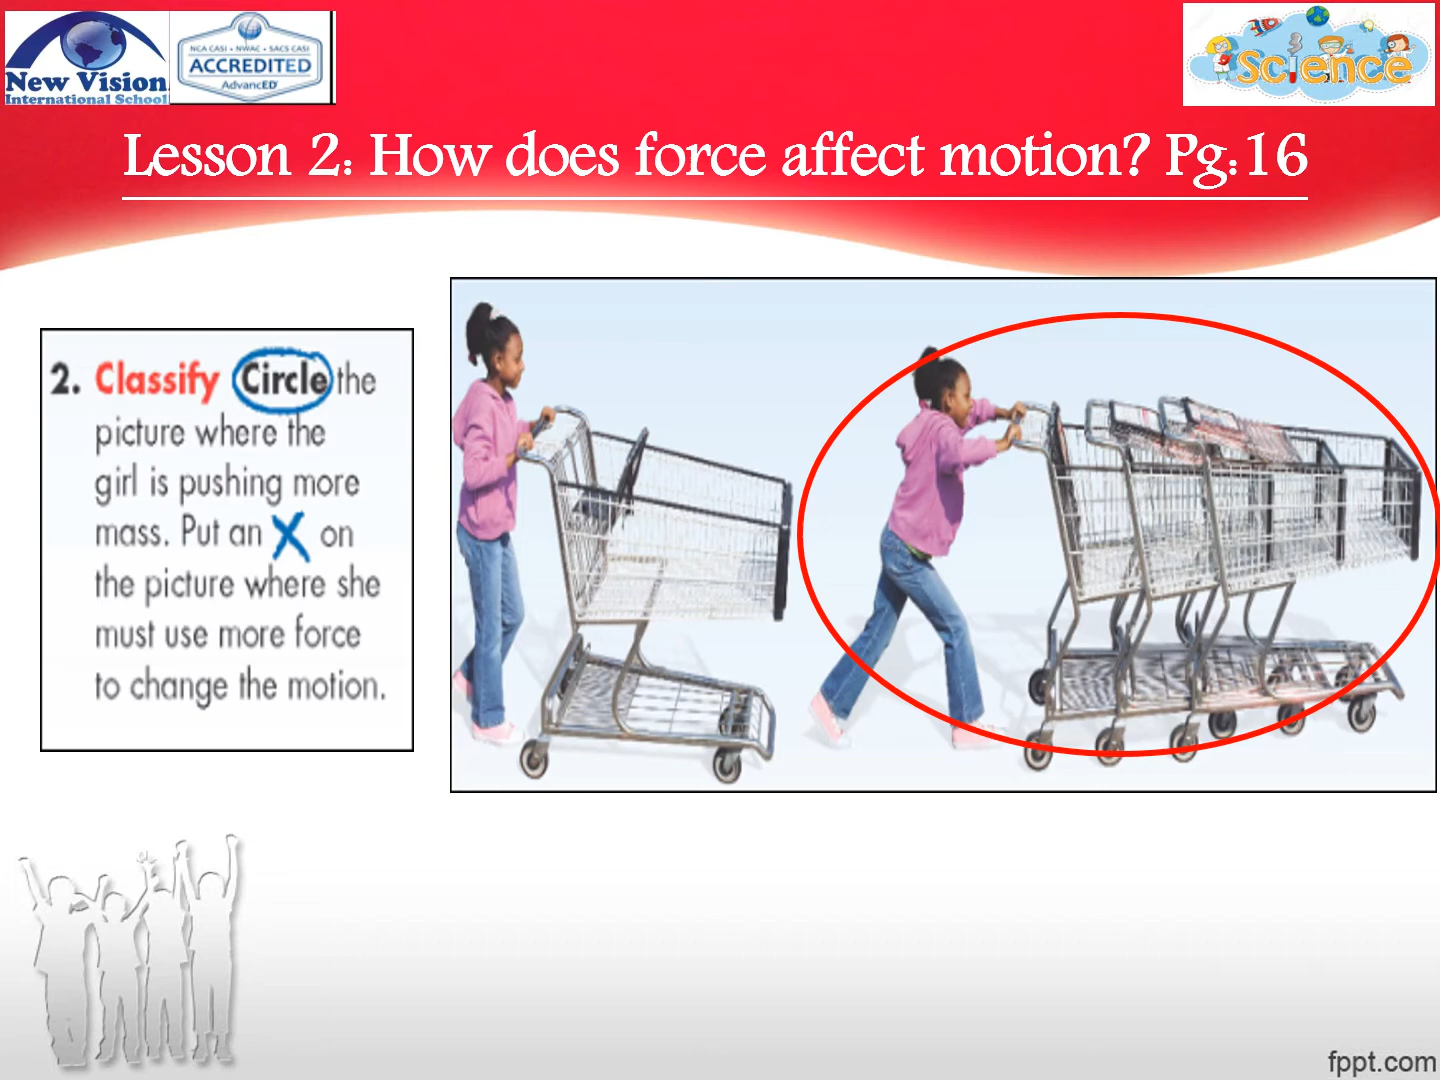 New Vision
International School
NCA CASI • NWAC • SACS CASI
ACCREDITED
AdvancED
Science
Lesson 2: How does force affect motion? Pg:16
2. Classify Circle the
picture where the
girl is pushing more
mass. Put an X on
the picture where she
must use more force
to change the motion.
fppt.com